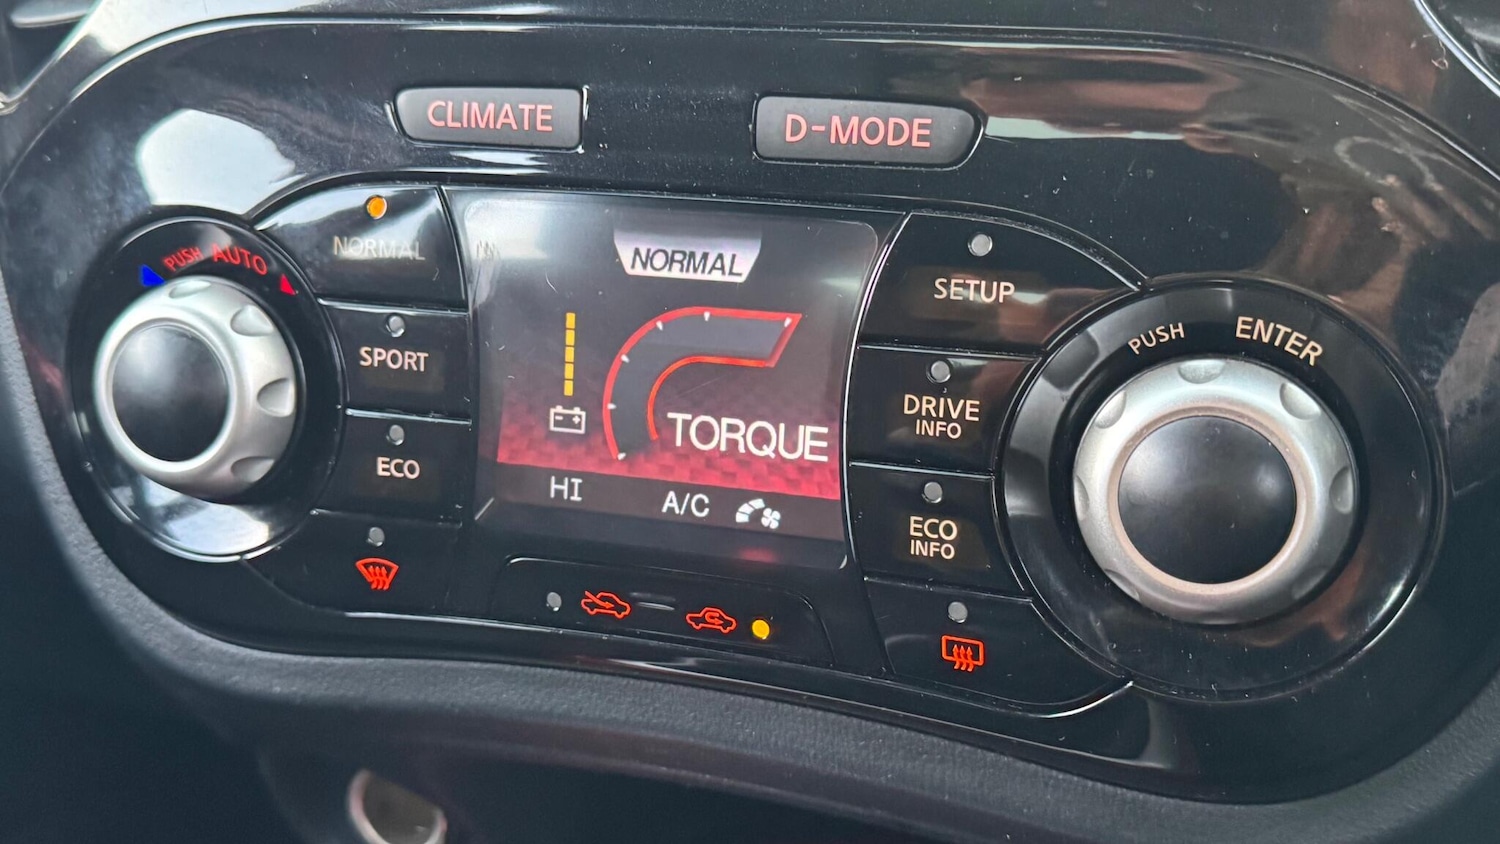 CLIMATE
D-MODE
PUSH AUTO
NORMAL
SPORT
ECO
NORMAL
TORQUE
HI
A/C
SETUP
DRIVE
INFO
ECO
INFO
PUSH ENTER